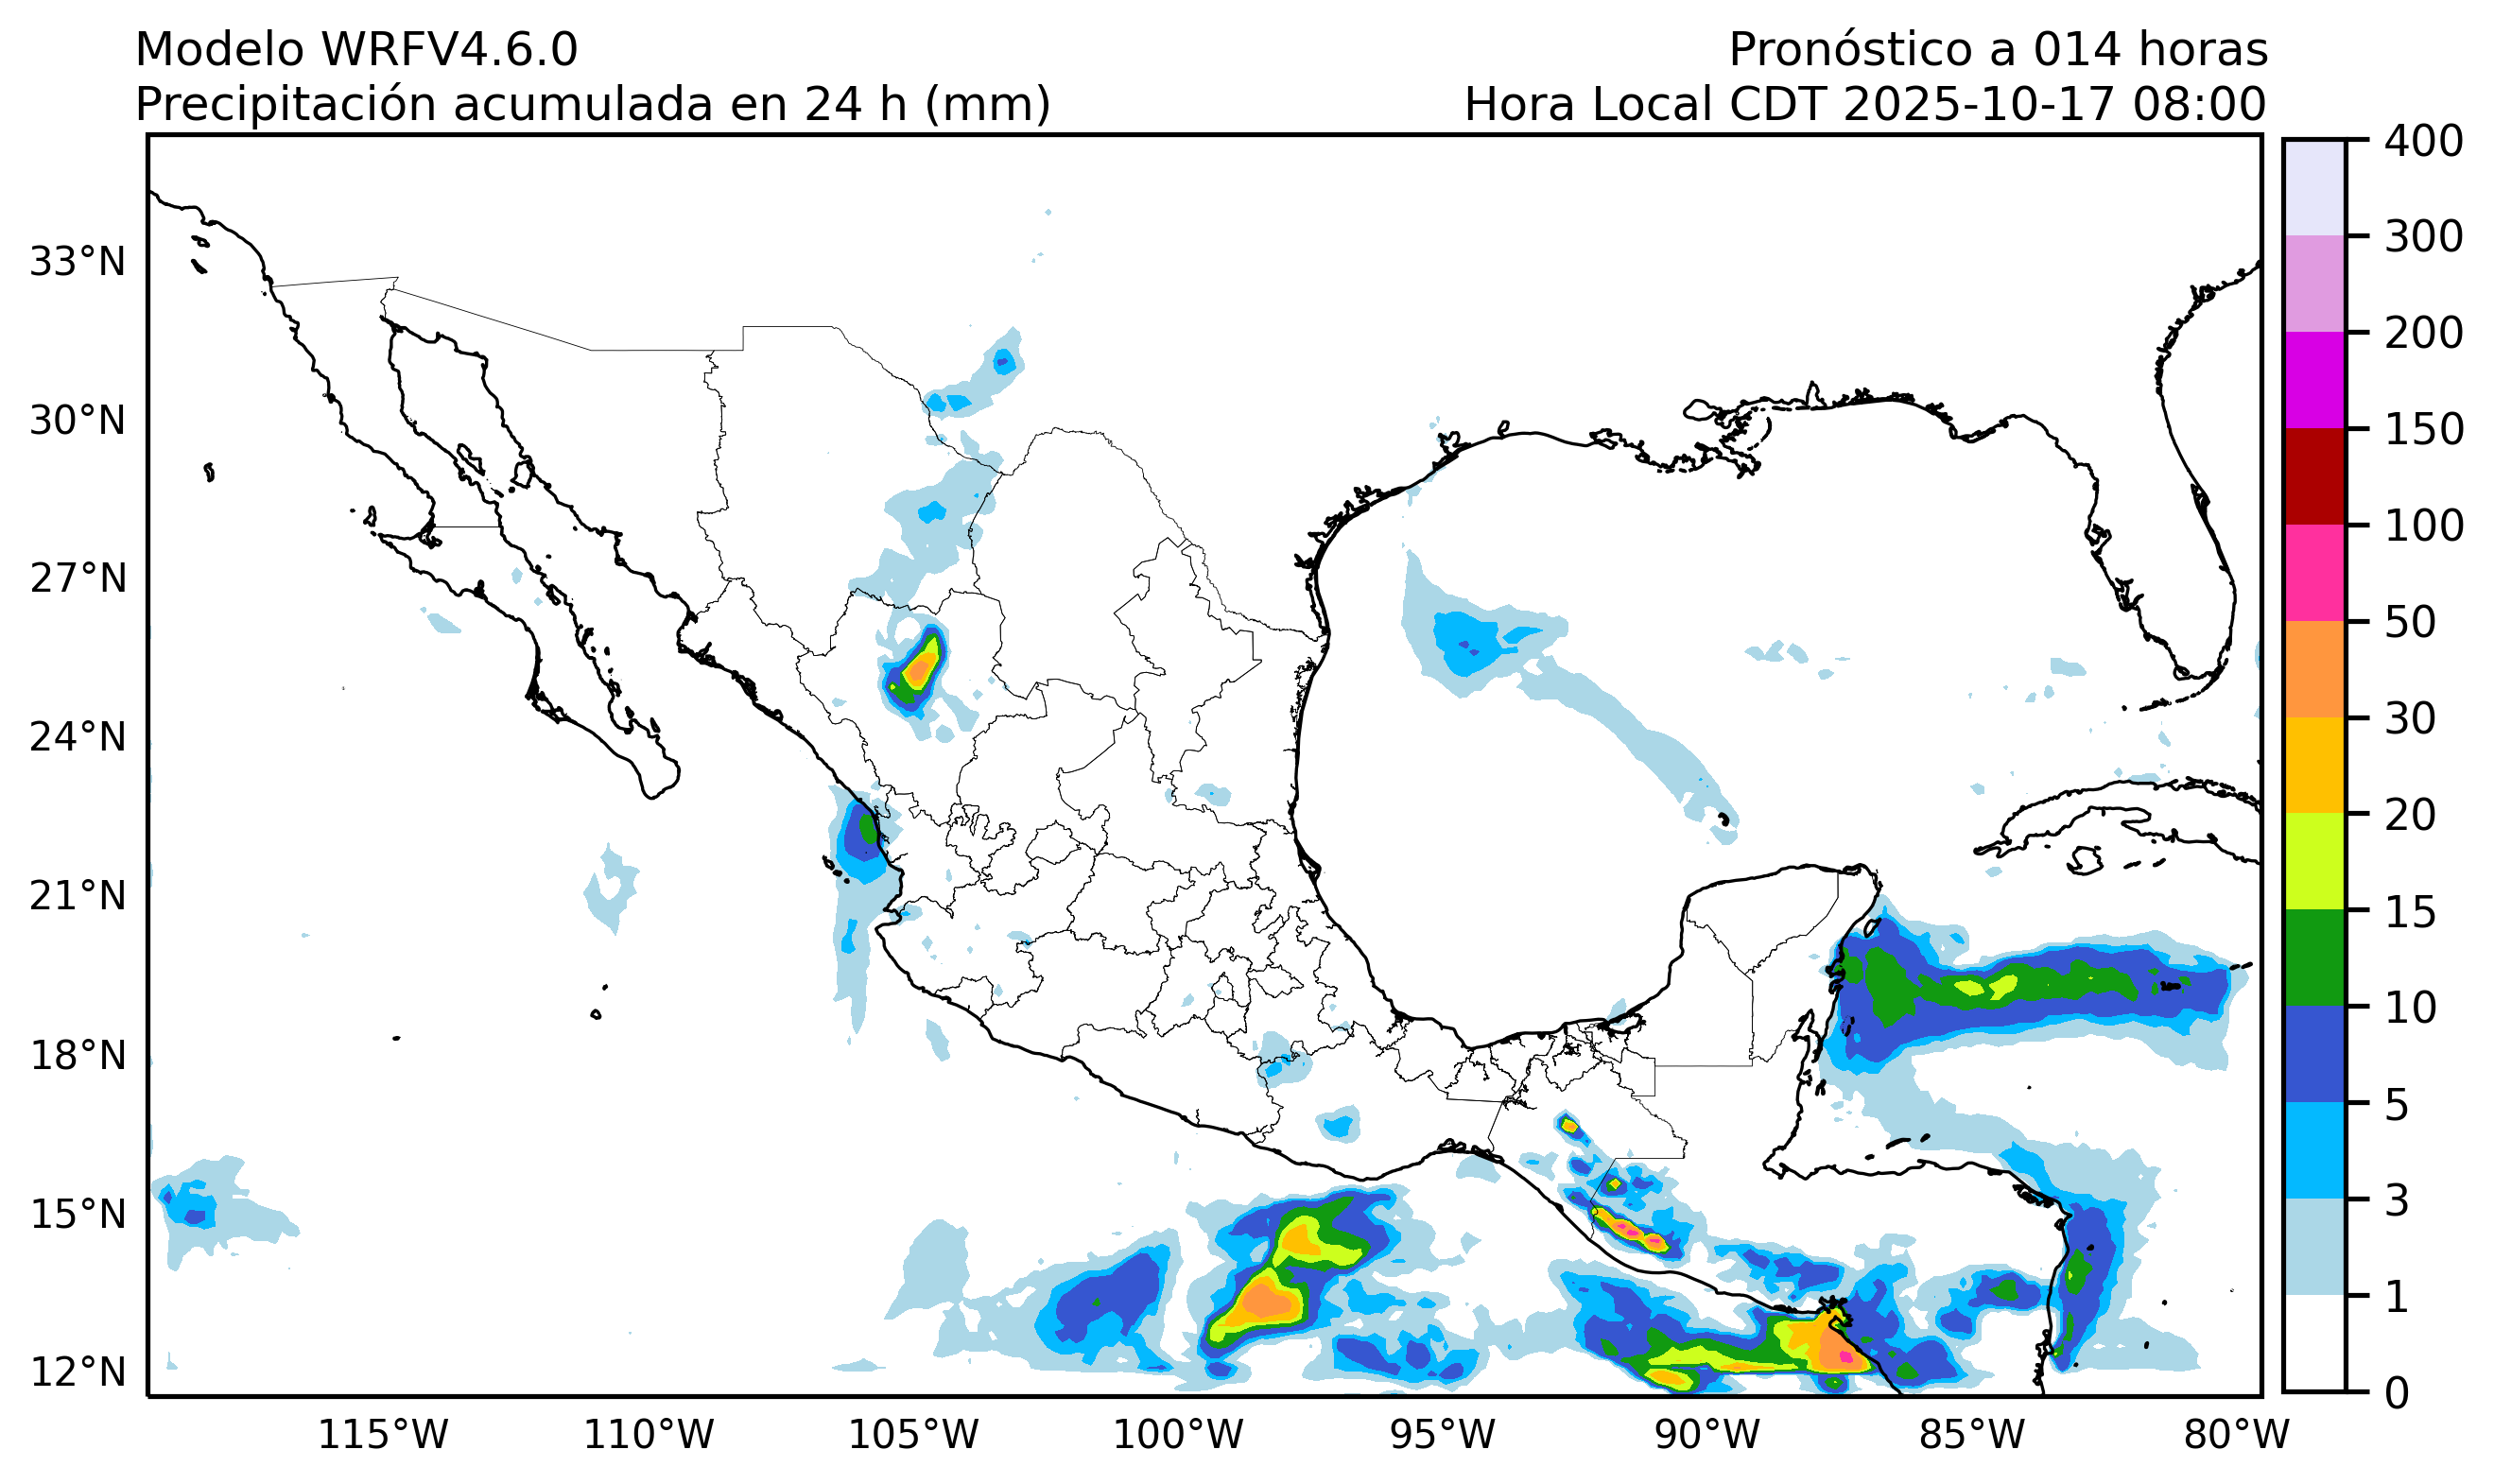 Modelo WRFV4.6.0
Pronóstico a 014 horas
Precipitación acumulada en 24 h (mm)
Hora Local CDT 2025-10-17 08:00
33°N
30°N
27°N
24°N
21°N
18°N
15°N
12°N
115°W
110°W
105°W
100°W
95°W
90°W
85°W
80°W
400
300
200
150
100
50
30
20
15
10
5
3
1
0